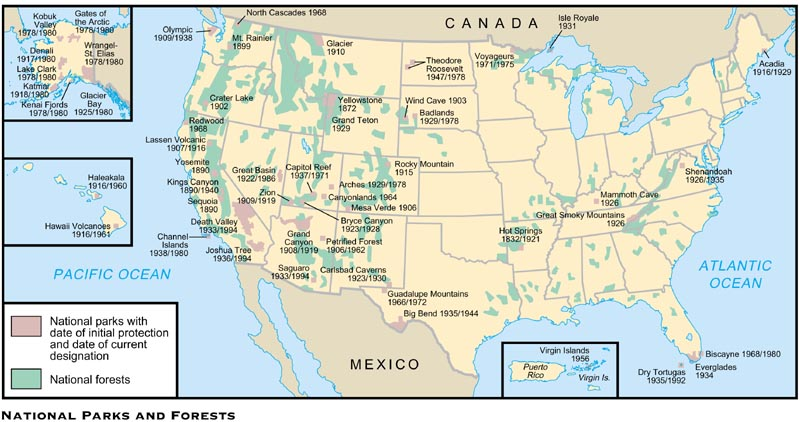 Kobuk
Valley
1978/1980
Gates of
the Arctic
1978/1980
Denali
1917/1980
Wrangel-
St. Elias
1978/1980
Lake Clark
1978/1980
Katmai
1918/1980
Kenai Fjords
1978/1980
Glacier
Bay
1925/1980
Haleakala
1916/1960
Hawaii Volcanoes
1916/1961
PACIFIC OCEAN
CANADA
North Cascades 1968
Olympic
1909/1938
Mt. Rainier
1899
Glacier
1910
Theodore
Roosevelt
1947/1978
Voyageurs
1971/1975
Isle Royale
1931
Acadia
1916/1929
Crater Lake
1902
Yellowstone
1872
Grand Teton
1929
Wind Cave 1903
Badlands
1929/1978
Redwood
1968
Lassen Volcanic
1907/1916
Yosemite
1890
Kings Canyon
1890/1940
Sequoia
1890
Death Valley
1933/1994
Channel
Islands
1938/1980
Joshua Tree
1936/1994
Great Basin
1922/1986
Zion
1909/1919
Capitol Reef
1937/1971
Rocky Mountain
1915
Arches 1929/1978
Canyonlands 1964
Mesa Verde 1906
Bryce Canyon
1923/1928
Grand
Canyon
1908/1919
Petrified Forest
1906/1962
Saguaro
1933/1994
Carlsbad Caverns
1923/1930
Guadalupe Mountains
1966/1972
Big Bend 1935/1944
Hot Springs
1832/1921
Mammoth Cave
1926
Great Smoky Mountains
1926
Shenandoah
1926/1935
ATLANTIC
OCEAN
MEXICO
Virgin Islands
1956
Puerto
Rico
Virgin Is.
Biscayne 1968/1980
Everglades
1934
Dry Tortugas
1935/1992
National parks with
date of initial protection
and date of current
designation
National forests
NATIONAL PARKS AND FORESTS